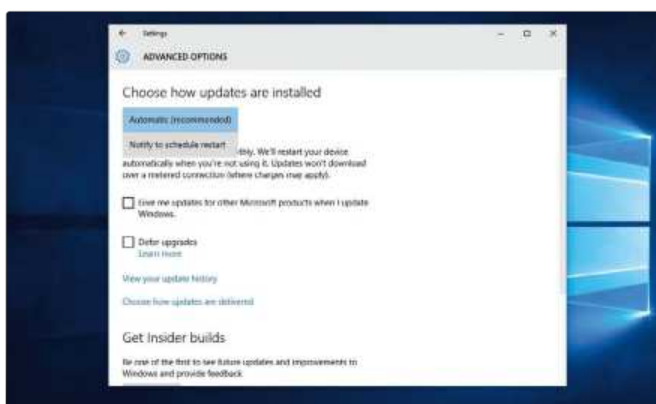 Settings
ADVANCED OPTIONS
Choose how updates are installed
Automatic (recommended)
Notify to schedule restart
thly. We'll restart your device
automatically when you're not using it. Updates won't download
over a metered connection (where charges may apply).
Give me updates for other Microsoft products when I update
Windows.
Defer upgrades
Learn more
View your update history
Choose how updates are delivered
Get Insider builds
Be one of the first to see future updates and improvements to
Windows and provide feedback